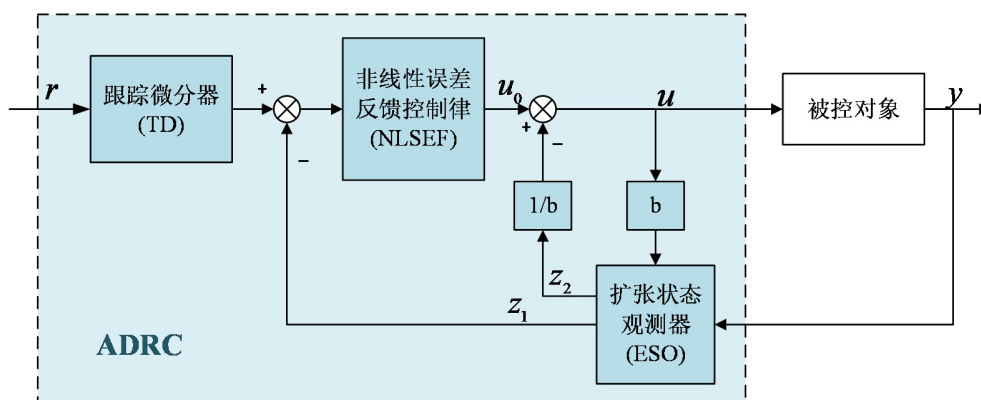 r
跟踪微分器
(TD)
+
−
非线性误差
反馈控制律
(NLSEF)
u₀
+
−
u
被控对象
y
1/b
b
z₂
z₁
扩张状态
观测器
(ESO)
ADRC